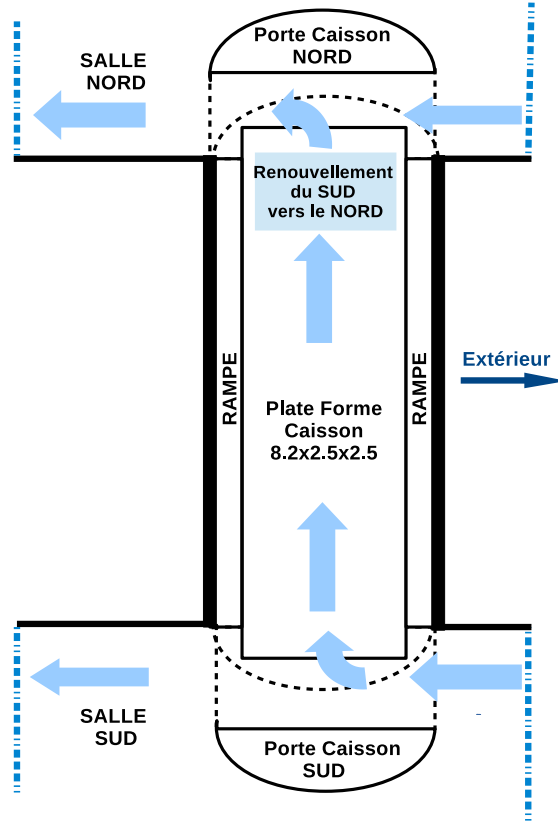 Porte Caisson
NORD
SALLE
NORD
Renouvellement
du SUD
vers le NORD
RAMPE
RAMPE
Extérieur
Plate Forme
Caisson
8.2x2.5x2.5
SALLE
SUD
Porte Caisson
SUD